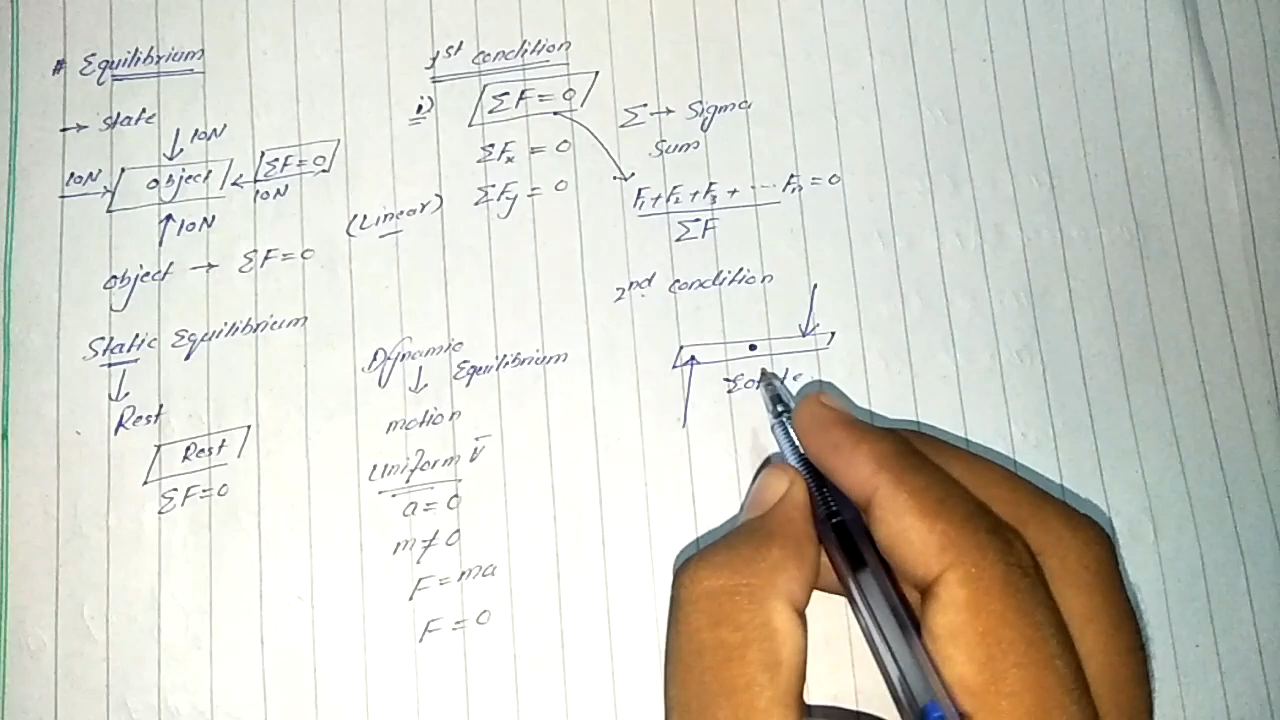 # Equilibrium
→ state
↓ 10N
10N → object ← 10N
ΣF = 0
↑ 10N
object → ΣF = 0
Static Equilibrium
↓
Rest
Rest
ΣF = 0
Dynamic Equilibrium
↓
motion
Uniform v̄
a = 0
m ≠ 0
F = ma
F = 0
1st condition
i) ΣF = 0
ΣFx = 0
(Linear) ΣFy = 0
Σ → Sigma
Sum
F1 + F2 + F3 + ... Fn = 0
ΣF
2nd condition